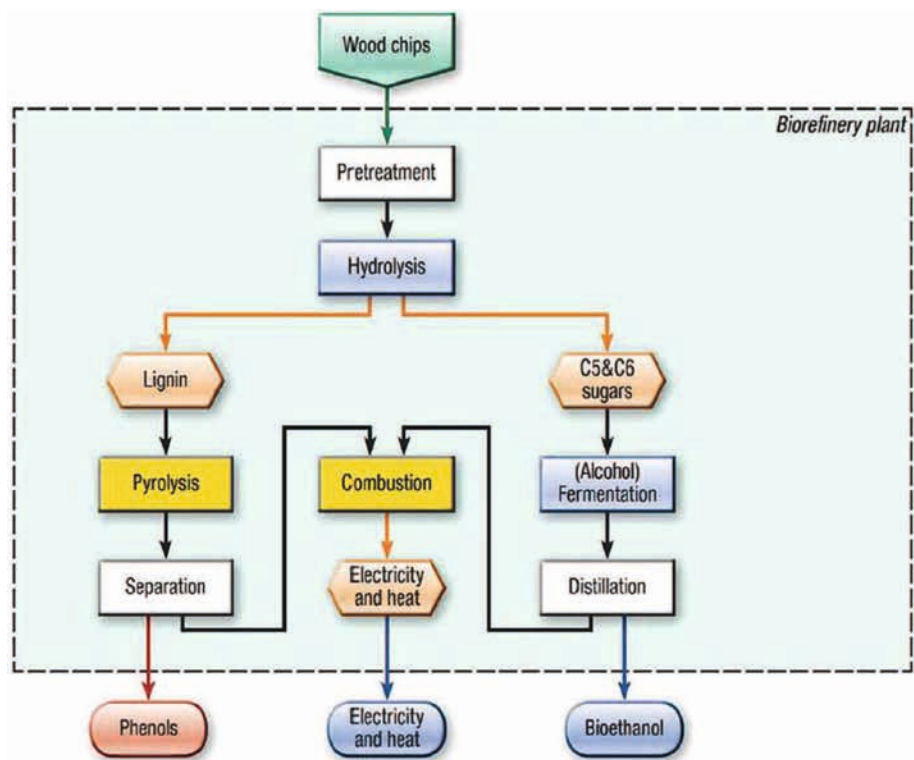 Wood chips
Biorefinery plant
Pretreatment
Hydrolysis
Lignin
C5&C6
sugars
Pyrolysis
Combustion
(Alcohol)
Fermentation
Separation
Electricity
and heat
Distillation
Phenols
Electricity
and heat
Bioethanol